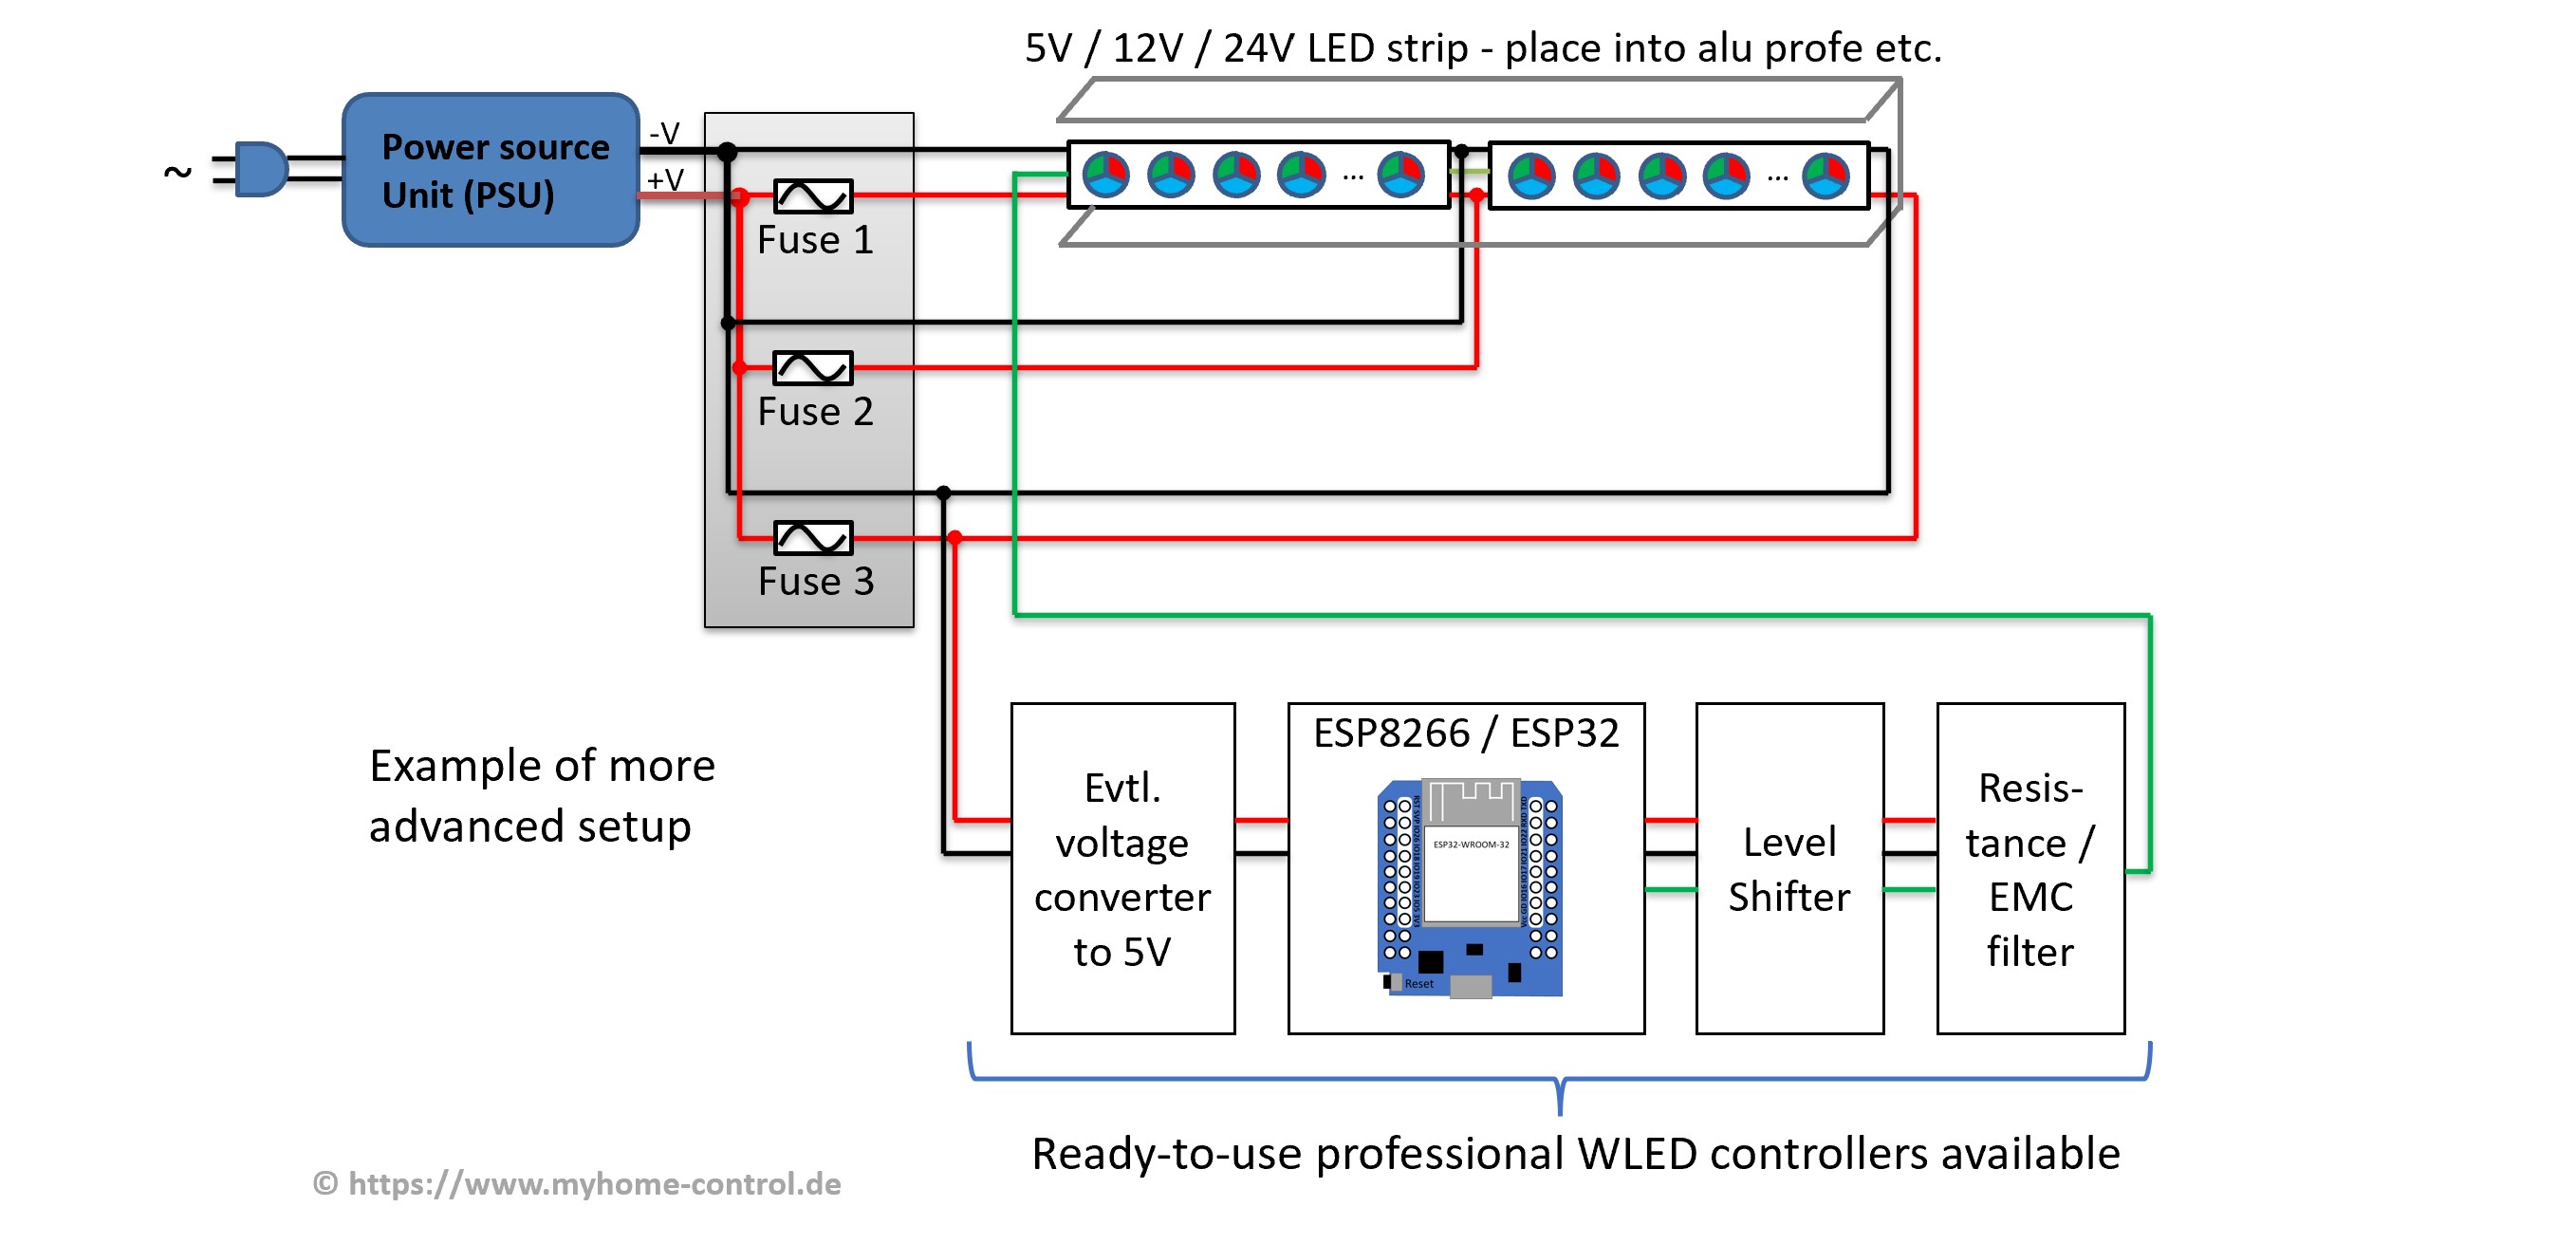 5V / 12V / 24V LED strip - place into alu profe etc.
~
Power source
Unit (PSU)
-V
+V
...
...
Fuse 1
Fuse 2
Fuse 3
Example of more
advanced setup
Evtl.
voltage
converter
to 5V
ESP8266 / ESP32
ESP32-WROOM-32
Reset
Level
Shifter
Resis-
tance /
EMC
filter
Ready-to-use professional WLED controllers available
© https://www.myhome-control.de